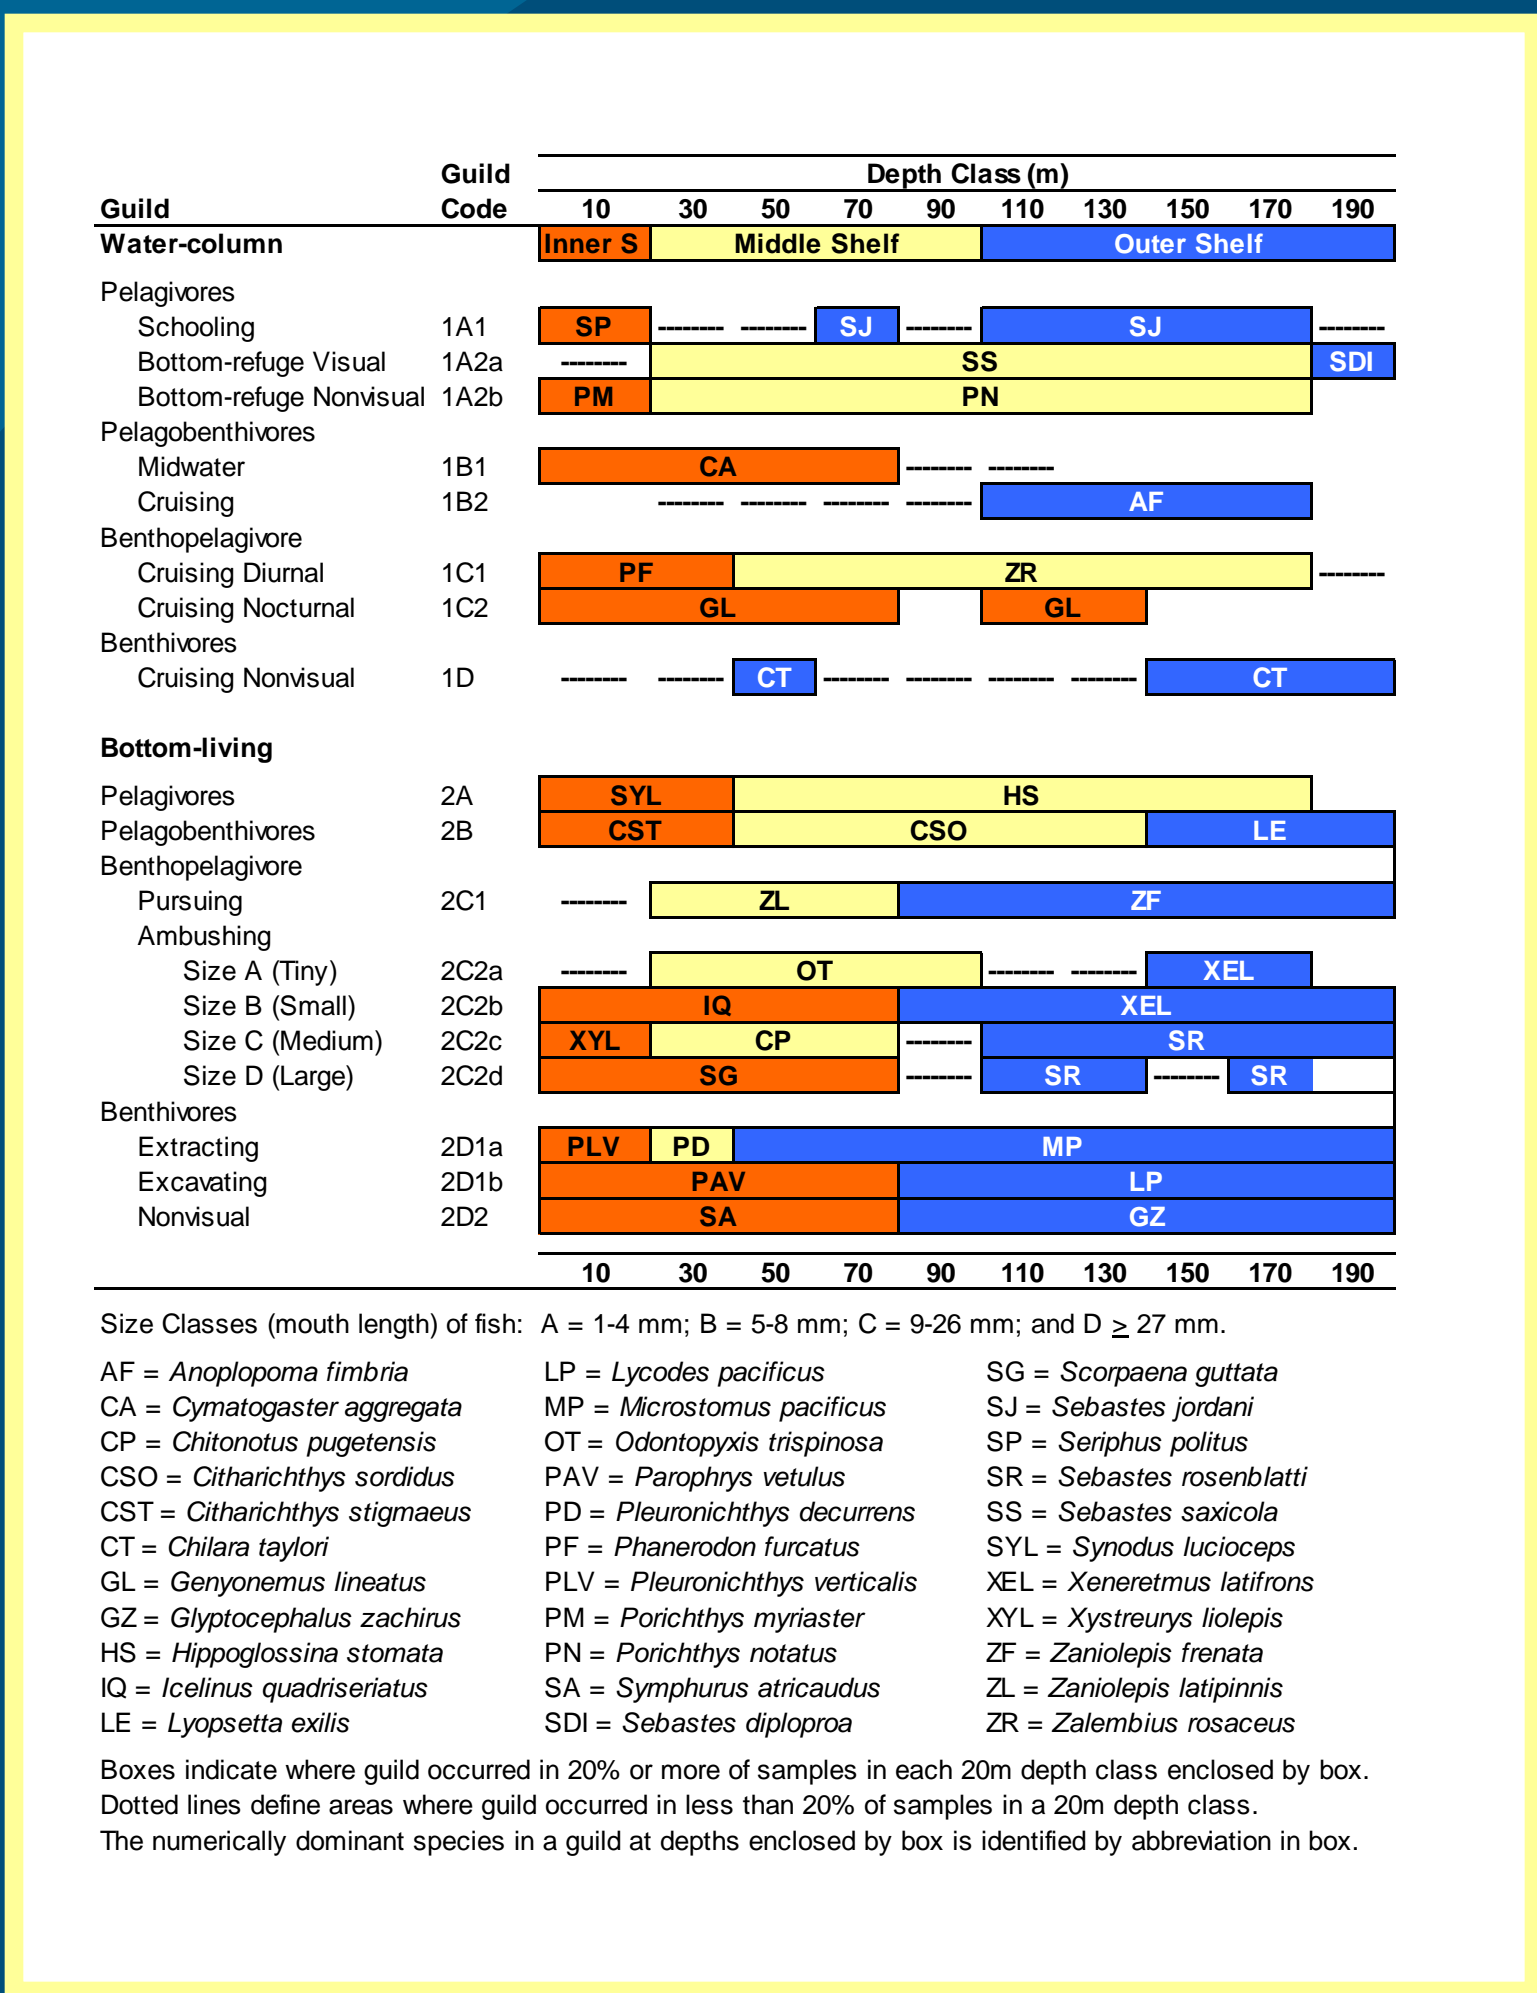 Guild Depth Class (m)
Guild Code 10 30 50 70 90 110 130 150 170 190
Water-column Inner S Middle Shelf Outer Shelf
Pelagivores
Schooling 1A1 SP -------- -------- SJ -------- SJ --------
Bottom-refuge Visual 1A2a -------- SS SDI
Bottom-refuge Nonvisual 1A2b PM PN
Pelagobenthivores
Midwater 1B1 CA -------- --------
Cruising 1B2 -------- -------- -------- -------- AF
Benthopelagivore
Cruising Diurnal 1C1 PF ZR --------
Cruising Nocturnal 1C2 GL GL
Benthivores
Cruising Nonvisual 1D -------- -------- CT -------- -------- -------- -------- CT
Bottom-living
Pelagivores 2A SYL HS
Pelagobenthivores 2B CST CSO LE
Benthopelagivore
Pursuing 2C1 -------- ZL ZF
Ambushing
Size A (Tiny) 2C2a -------- OT -------- -------- XEL
Size B (Small) 2C2b IQ XEL
Size C (Medium) 2C2c XYL CP -------- SR
Size D (Large) 2C2d SG -------- SR -------- SR
Benthivores
Extracting 2D1a PLV PD MP
Excavating 2D1b PAV LP
Nonvisual 2D2 SA GZ
10 30 50 70 90 110 130 150 170 190
Size Classes (mouth length) of fish: A = 1-4 mm; B = 5-8 mm; C = 9-26 mm; and D ≥ 27 mm.
AF = Anoplopoma fimbria LP = Lycodes pacificus SG = Scorpaena guttata
CA = Cymatogaster aggregata MP = Microstomus pacificus SJ = Sebastes jordani
CP = Chitonotus pugetensis OT = Odontopyxis trispinosa SP = Seriphus politus
CSO = Citharichthys sordidus PAV = Parophrys vetulus SR = Sebastes rosenblatti
CST = Citharichthys stigmaeus PD = Pleuronichthys decurrens SS = Sebastes saxicola
CT = Chilara taylori PF = Phanerodon furcatus SYL = Synodus lucioceps
GL = Genyonemus lineatus PLV = Pleuronichthys verticalis XEL = Xeneretmus latifrons
GZ = Glyptocephalus zachirus PM = Porichthys myriaster XYL = Xystreurys liolepis
HS = Hippoglossina stomata PN = Porichthys notatus ZF = Zaniolepis frenata
IQ = Icelinus quadriseriatus SA = Symphurus atricaudus ZL = Zaniolepis latipinnis
LE = Lyopsetta exilis SDI = Sebastes diploproa ZR = Zalembius rosaceus
Boxes indicate where guild occurred in 20% or more of samples in each 20m depth class enclosed by box.
Dotted lines define areas where guild occurred in less than 20% of samples in a 20m depth class.
The numerically dominant species in a guild at depths enclosed by box is identified by abbreviation in box.